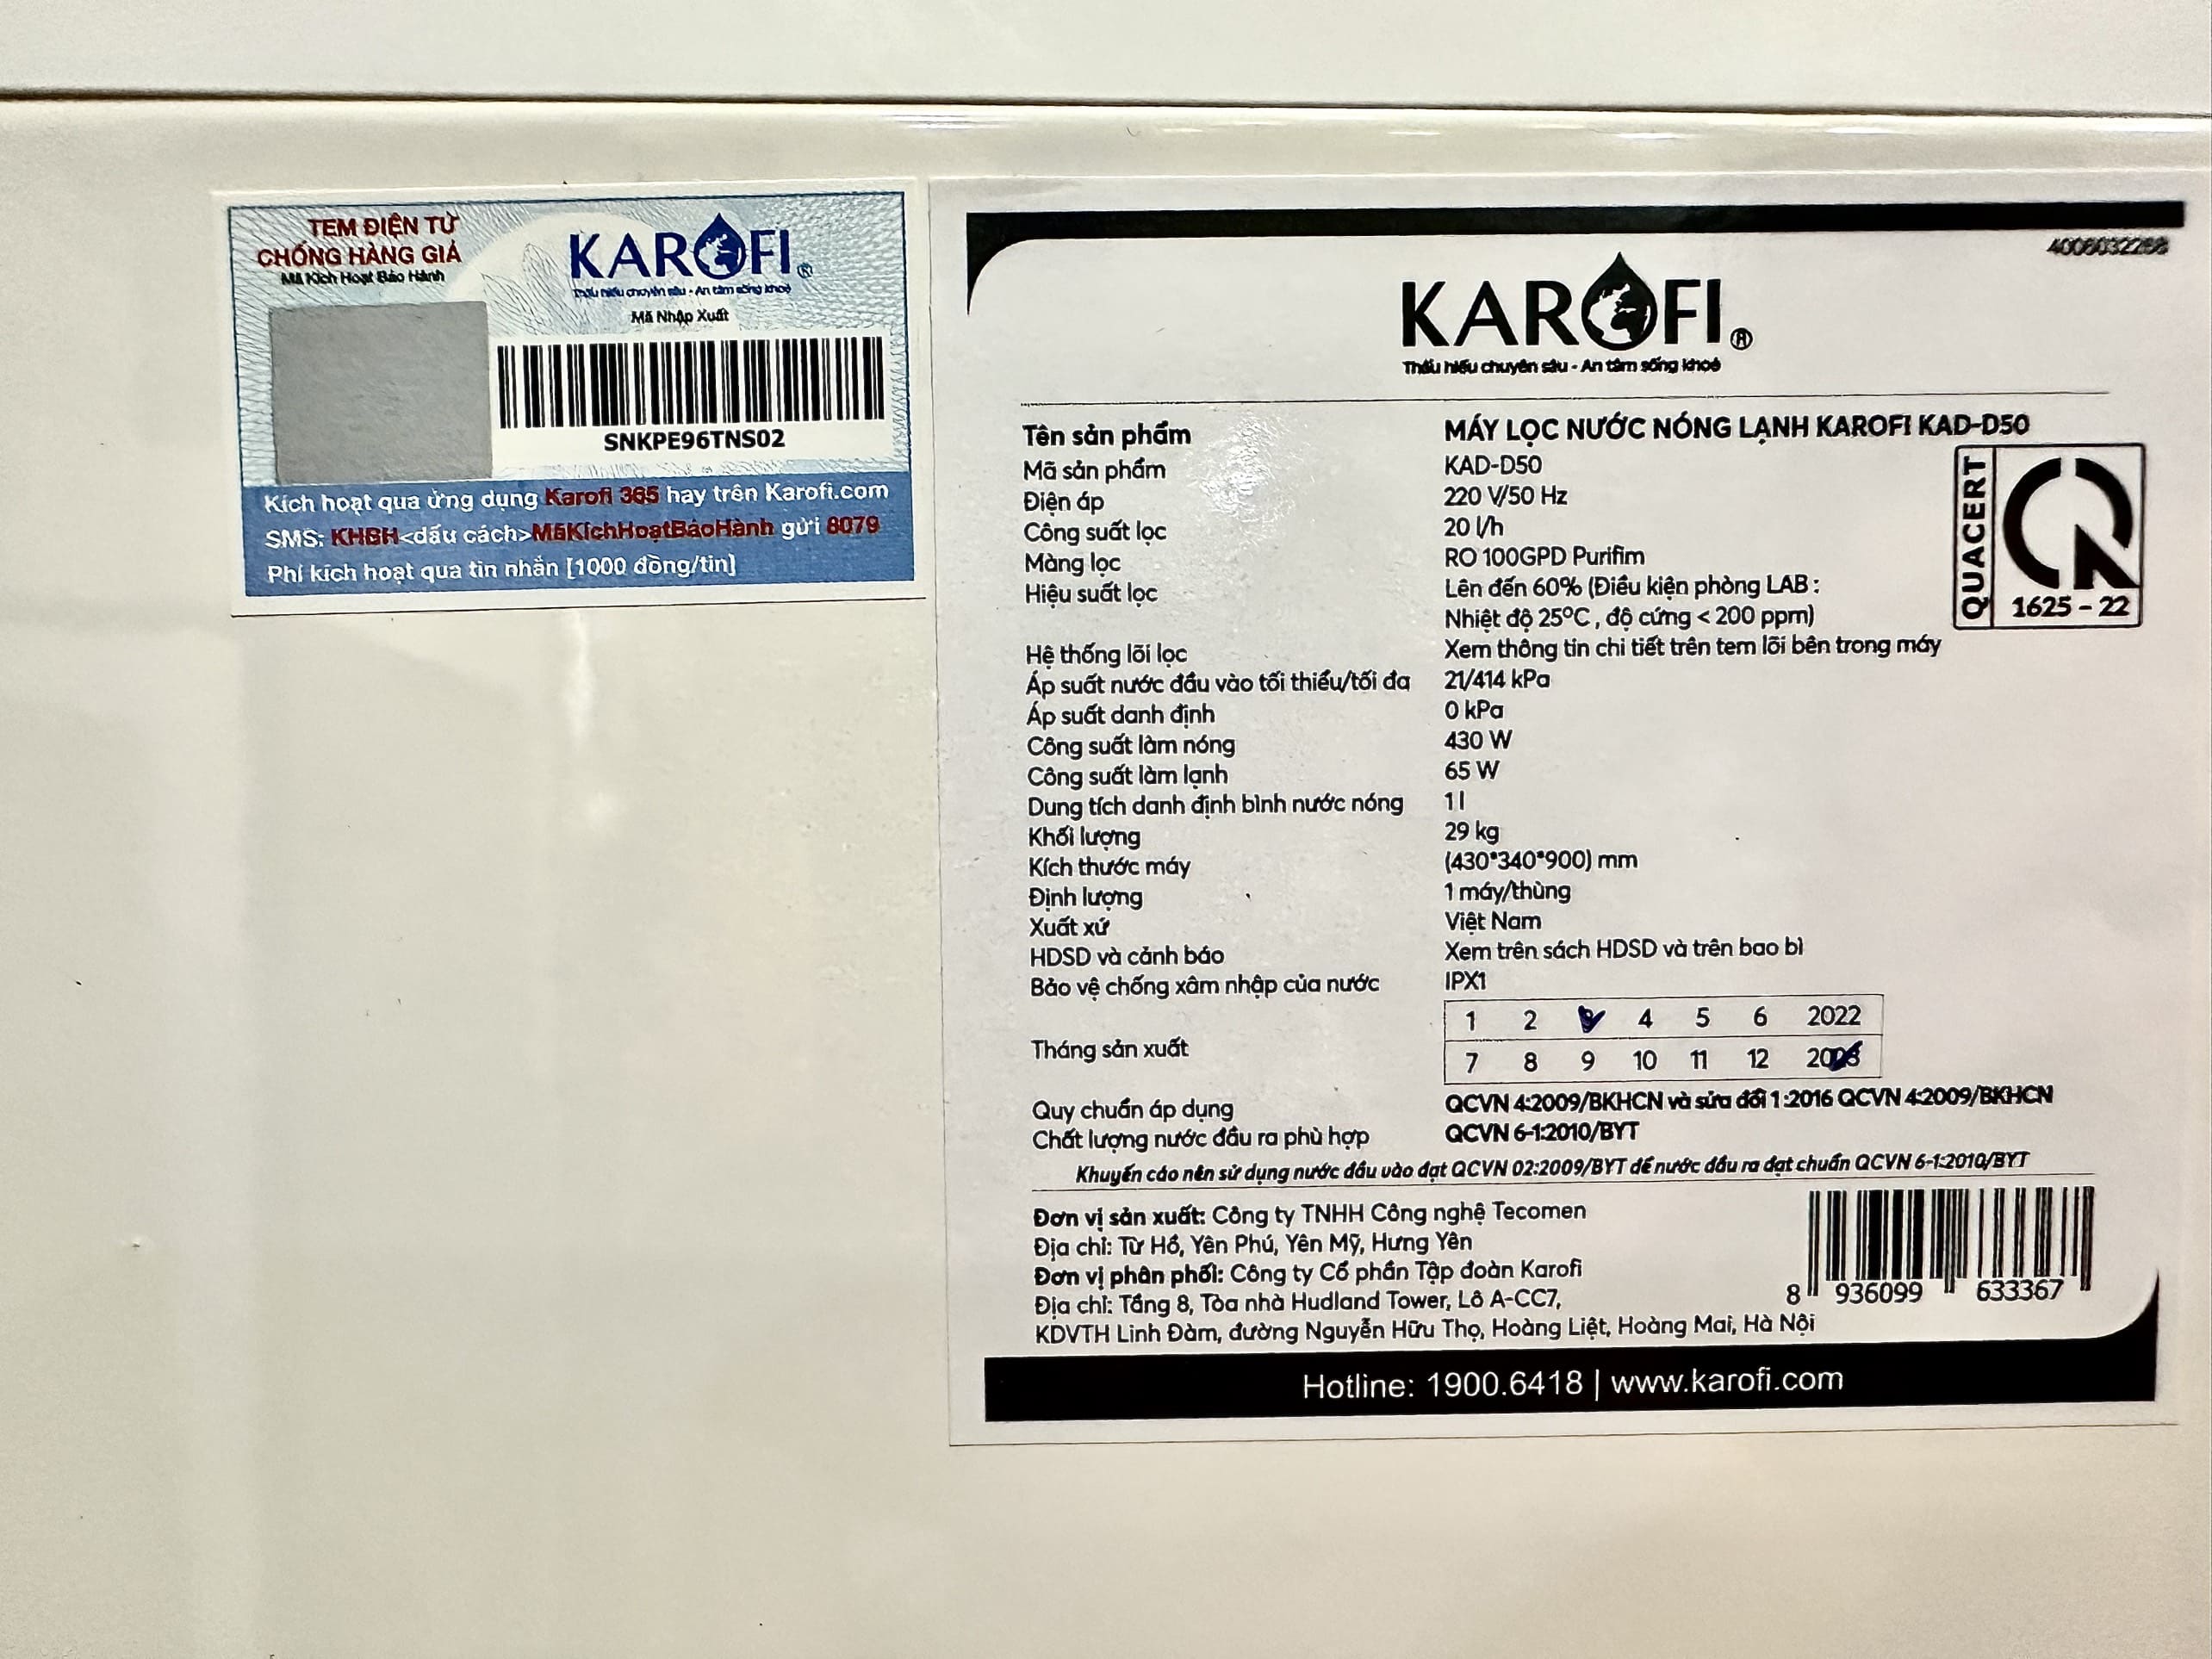 TEM ĐIỆN TỬ
CHỐNG HÀNG GIẢ
Mã Kích Hoạt Bảo Hành
KAROFI®
Thấu hiểu chuyên sâu - An tâm sống khoẻ
Mã Nhập Xuất
SNKPE96TNS02
Kích hoạt qua ứng dụng Karofi 365 hay trên Karofi.com
SMS: KHBH<dấu cách>MãKíchHoạtBảoHành gửi 8079
Phí kích hoạt qua tin nhắn [1000 đồng/tin]
KAROFI®
Thấu hiểu chuyên sâu - An tâm sống khoẻ
Tên sản phẩm MÁY LỌC NƯỚC NÓNG LẠNH KAROFI KAD-D50
Mã sản phẩm KAD-D50
Điện áp 220 V/50 Hz
Công suất lọc 20 l/h
Màng lọc RO 100GPD Purifim
Hiệu suất lọc Lên đến 60% (Điều kiện phòng LAB :
Nhiệt độ 25°C , độ cứng < 200 ppm)
QUACERT
1625 - 22
Hệ thống lõi lọc Xem thông tin chi tiết trên tem lõi bên trong máy
Áp suất nước đầu vào tối thiểu/tối đa 21/414 kPa
Áp suất danh định 0 kPa
Công suất làm nóng 430 W
Công suất làm lạnh 65 W
Dung tích danh định bình nước nóng 1 l
Khối lượng 29 kg
Kích thước máy (430*340*900) mm
Định lượng 1 máy/thùng
Xuất xứ Việt Nam
HDSD và cảnh báo Xem trên sách HDSD và trên bao bì
Bảo vệ chống xâm nhập của nước IPX1
1 2 3 4 5 6 2022
Tháng sản xuất
7 8 9 10 11 12 2023
Quy chuẩn áp dụng QCVN 4:2009/BKHCN và sửa đổi 1:2016 QCVN 4:2009/BKHCN
Chất lượng nước đầu ra phù hợp QCVN 6-1:2010/BYT
Khuyến cáo nên sử dụng nước đầu vào đạt QCVN 02:2009/BYT để nước đầu ra đạt chuẩn QCVN 6-1:2010/BYT
Đơn vị sản xuất: Công ty TNHH Công nghệ Tecomen
Địa chỉ: Từ Hồ, Yên Phú, Yên Mỹ, Hưng Yên
Đơn vị phân phối: Công ty Cổ phần Tập đoàn Karofi
Địa chỉ: Tầng 8, Tòa nhà Hudland Tower, Lô A-CC7,
KDVTH Linh Đàm, đường Nguyễn Hữu Thọ, Hoàng Liệt, Hoàng Mai, Hà Nội
8 936099 633367
Hotline: 1900.6418 | www.karofi.com